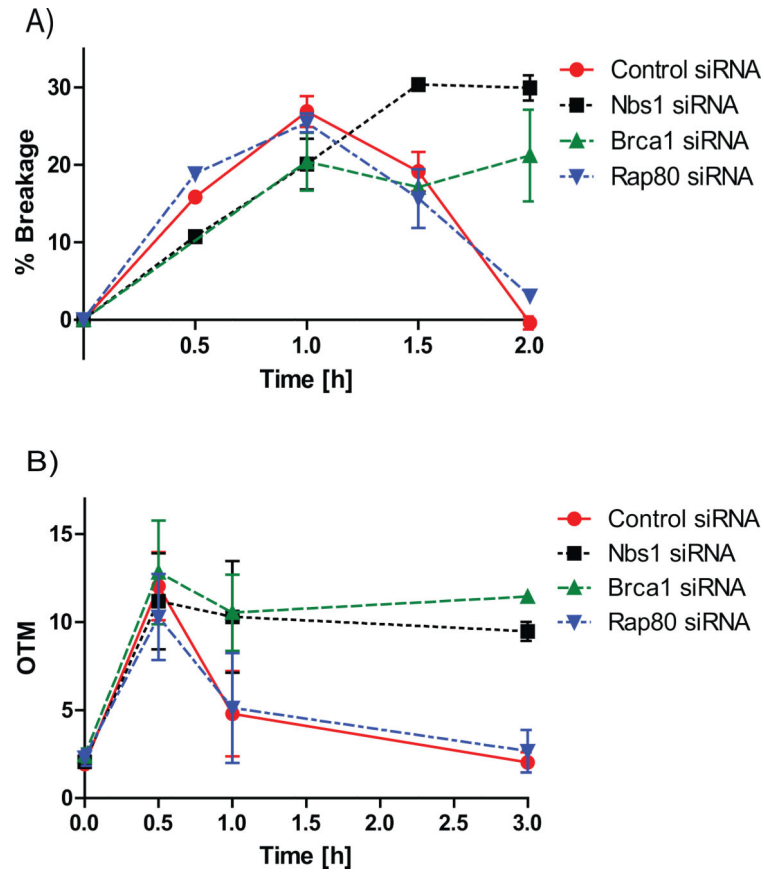 A)
% Breakage
30
20
10
0
0.5 1.0 1.5 2.0
Time [h]
Control siRNA
Nbs1 siRNA
Brca1 siRNA
Rap80 siRNA
B)
OTM
15
10
5
0
0.0 0.5 1.0 1.5 2.0 2.5 3.0
Time [h]
Control siRNA
Nbs1 siRNA
Brca1 siRNA
Rap80 siRNA